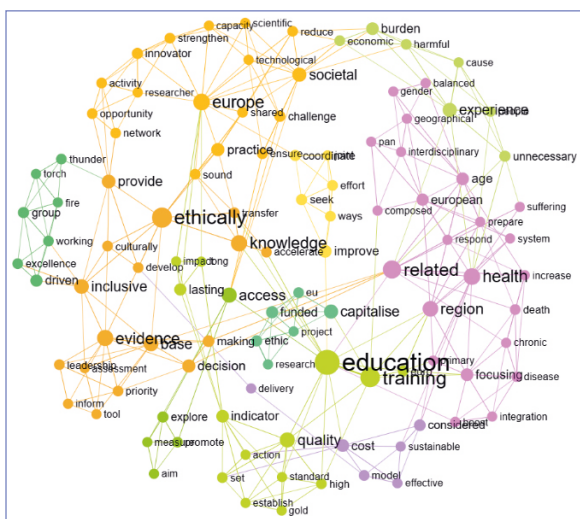 capacity scientific
strengthen reduce burden
innovator technological economic harmful
societal cause
activity researcher gender balanced
europe experience
opportunity shared challenge geographical
network
practice ensure coordinate pan interdisciplinary unnecessary
thunder
torch provide sound effort age
fire seek european suffering
group ethically transfer ways composed prepare
working culturally knowledge respond system
excellence develop accelerate improve
driven inclusive impact related health increase
lasting access eu
funded capitalise region death
evidence base making ethic project chronic
leadership assessment decision research education primary
priority delivery training focusing disease
inform
tool explore indicator considered boost integration
measure promote quality cost sustainable
action
aim set standard high model effective
establish
gold